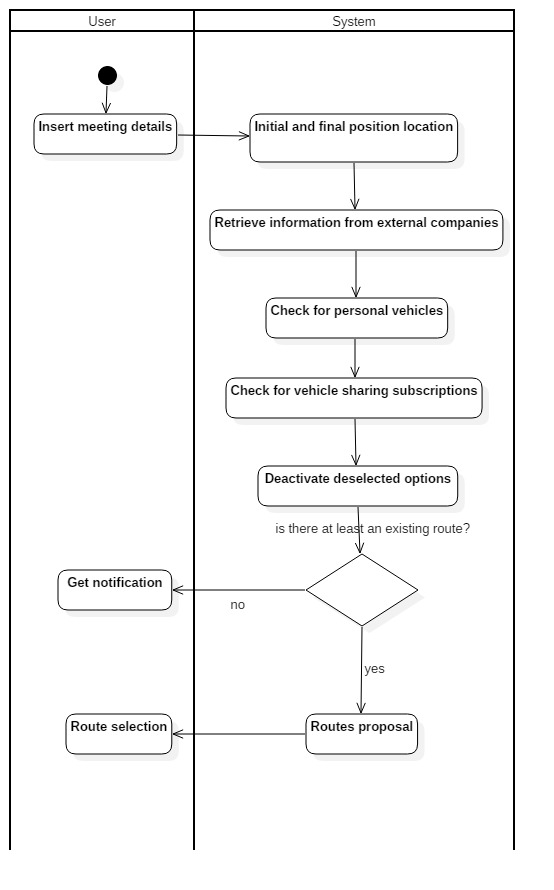 User
System
Insert meeting details
Initial and final position location
Retrieve information from external companies
Check for personal vehicles
Check for vehicle sharing subscriptions
Deactivate deselected options
is there at least an existing route?
Get notification
no
yes
Route selection
Routes proposal